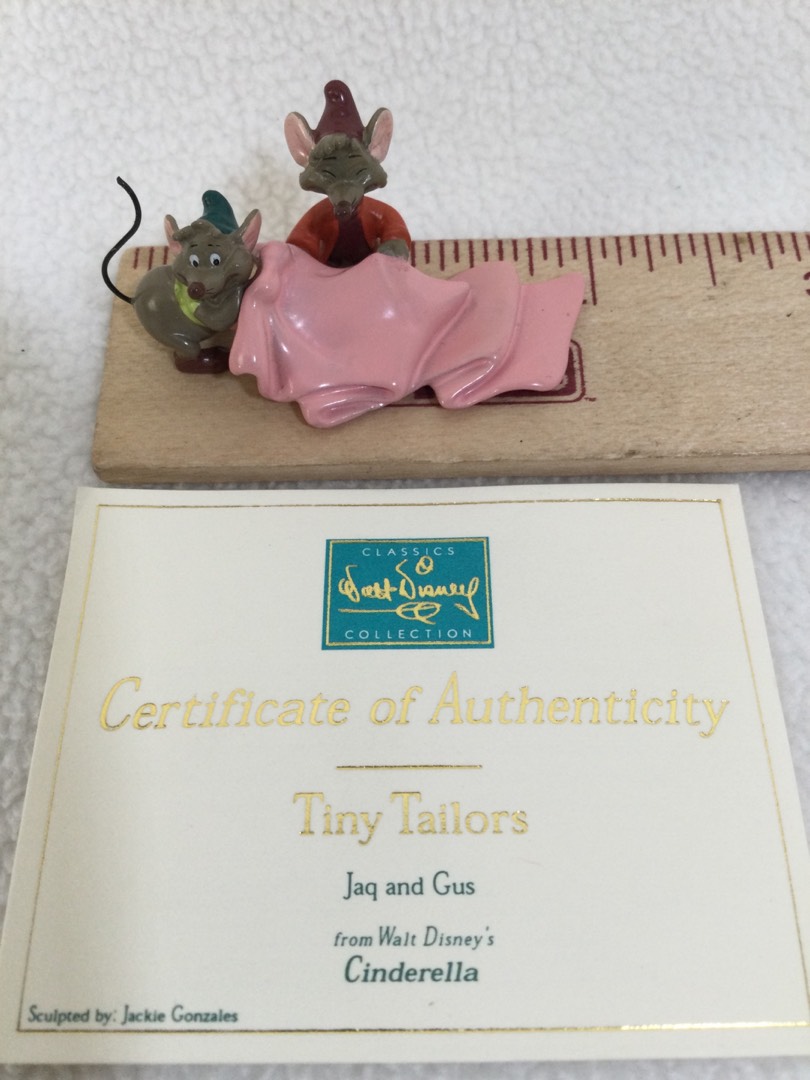 CLASSICS
Walt Disney
COLLECTION
Certificate of Authenticity
Tiny Tailors
Jaq and Gus
from Walt Disney's
Cinderella
Sculpted by: Jackie Gonzales